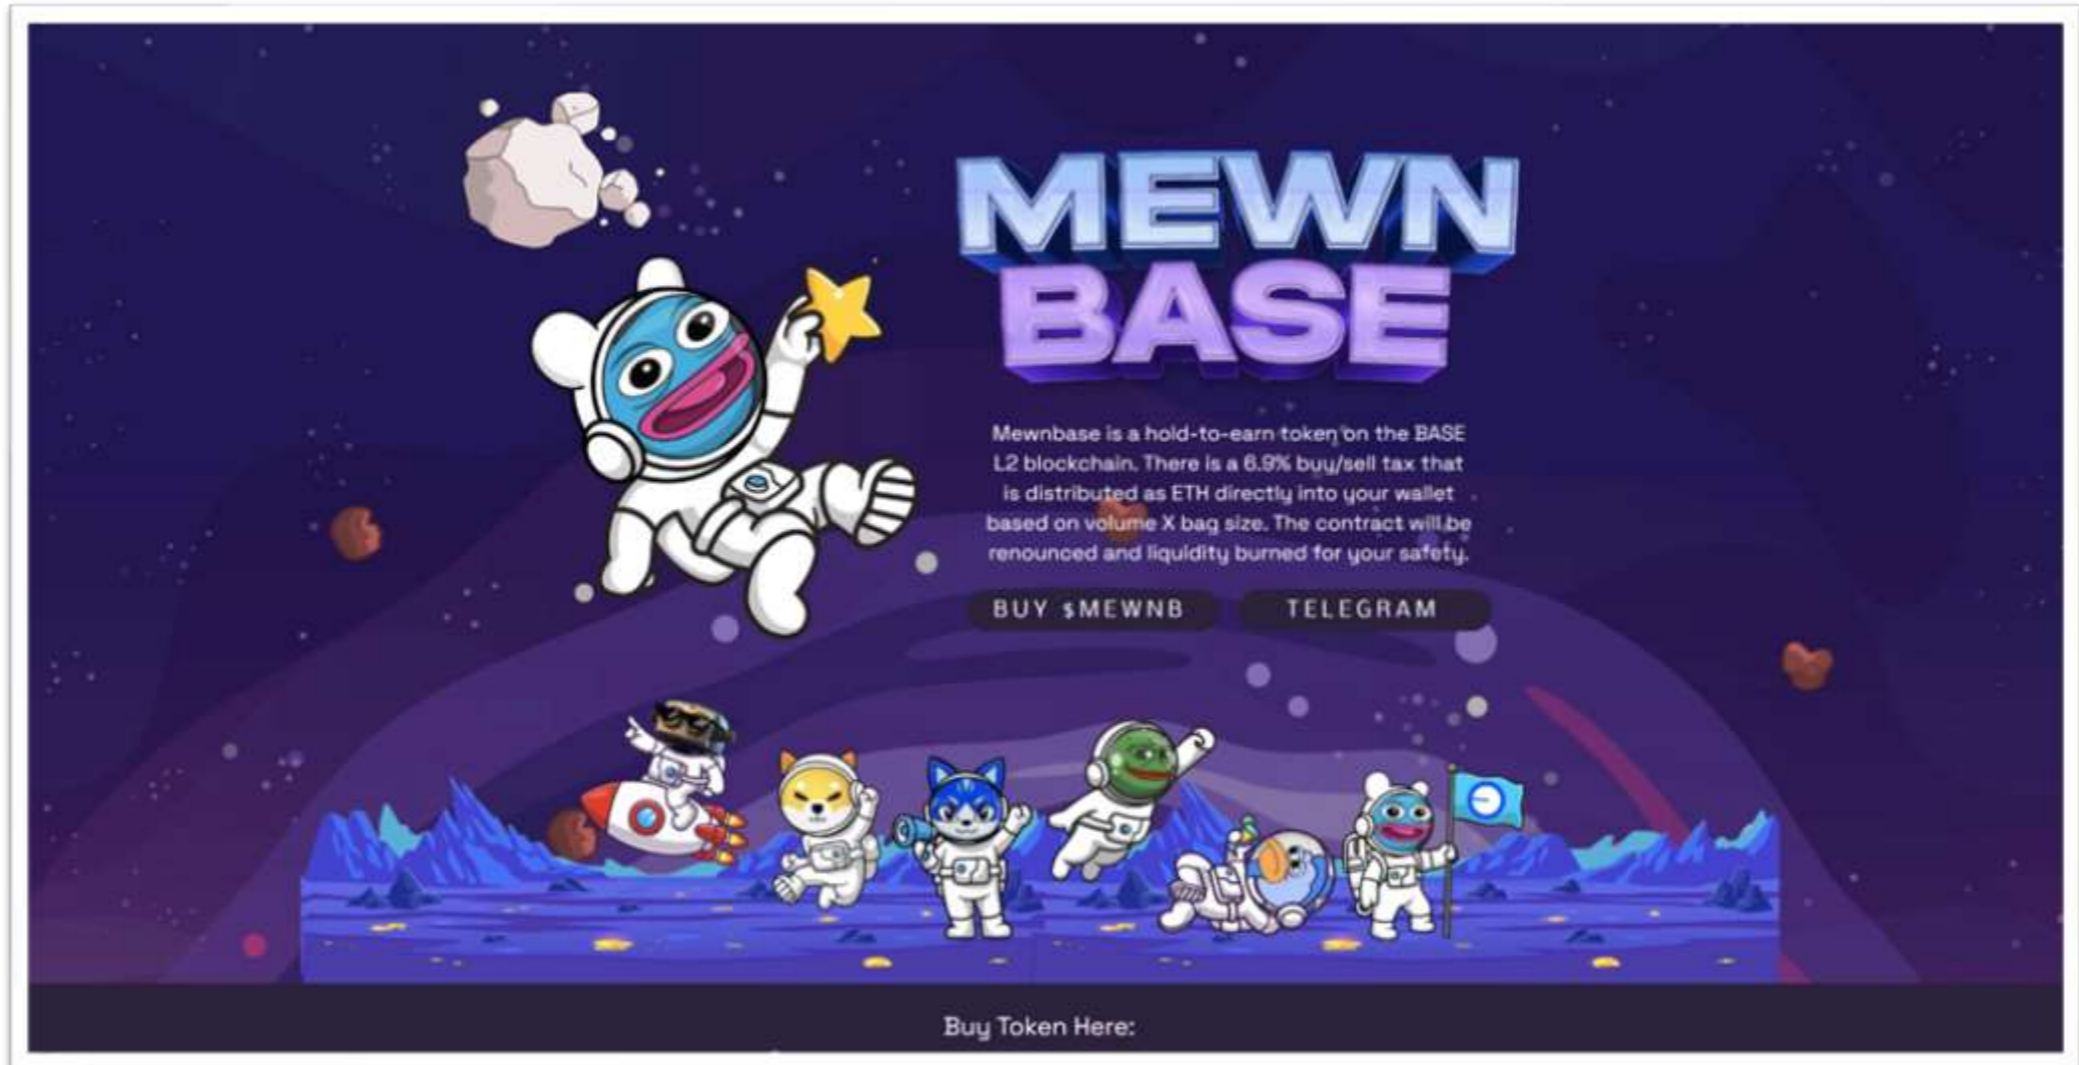 MEWN
BASE
Mewnbase is a hold-to-earn token on the BASE
L2 blockchain. There is a 6.9% buy/sell tax that
is distributed as ETH directly into your wallet
based on volume X bag size. The contract will be
renounced and liquidity burned for your safety.
BUY $MEWNB
TELEGRAM
Buy Token Here: